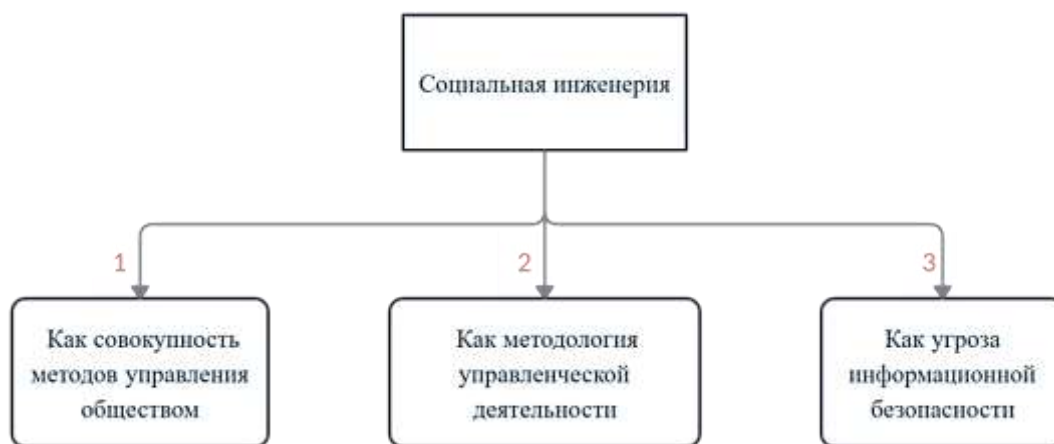 Социальная инженерия
1
2
3
Как совокупность
методов управления
обществом
Как методология
управленческой
деятельности
Как угроза
информационной
безопасности